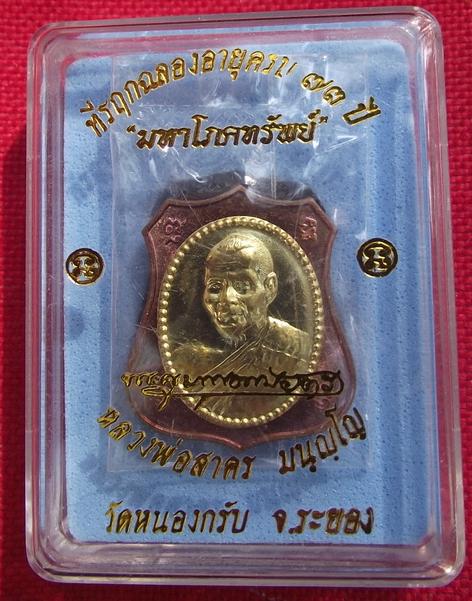 ที่รฤกฉลองอายุครบ ๗๓ ปี
"มหาโภคทรัพย์"
หลวงพ่อสาคร มนุญฺโญ
วัดหนองกรับ จ.ระยอง